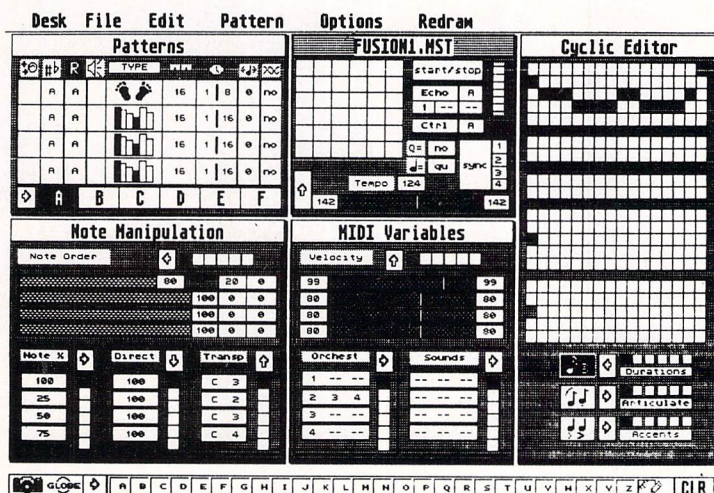 Desk File Edit Pattern Options Redraw
Patterns
R TYPE
A A 16 1 8 0 no
A A 16 1 16 0 no
A A 16 1 16 0 no
A A 16 1 16 0 no
A B C D E F
FUSION1.MST
start/stop
Echo A
1 -- --
Ctrl A
Q= no
= qu
sync
1
2
3
4
Tempo 124
142 142
Cyclic Editor
Durations
Articulate
Accents
Note Manipulation
Note Order
80 20 0
100 0 0
100 0 0
100 0 0
Note % Direct Transp
100 100 C 3
25 100 C 2
50 100 C 3
75 100 C 4
MIDI Variables
Velocity
99 99
80 80
80 80
80 80
Orchest Sounds
1 -- -- -- -- --
2 3 4 -- -- --
3 -- -- -- -- --
4 -- -- -- -- --
GLOBE A B C D E F G H I J K L M N O P Q R S T U V W X Y Z CLR